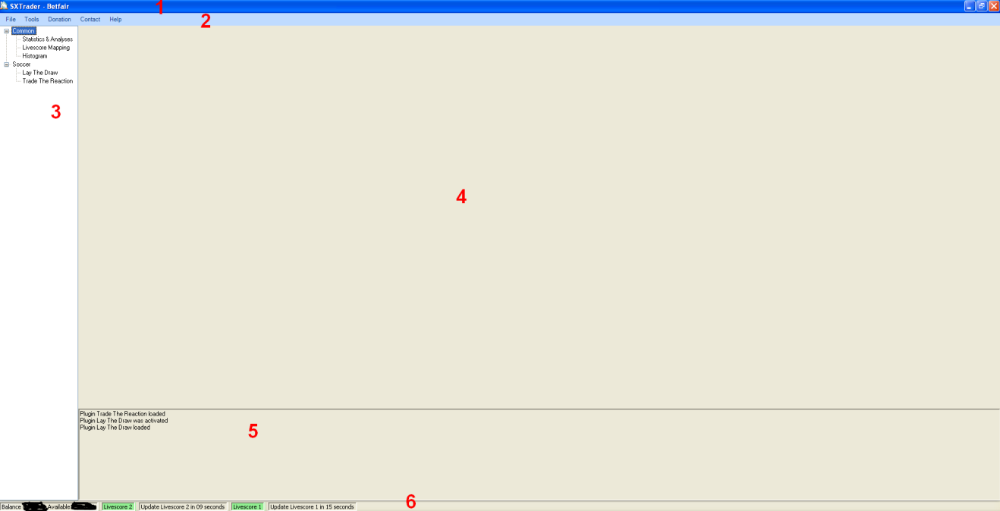 SXTrader - Betfair
1
File Tools Donation Contact Help
2
Common
Statistics & Analyses
Livescore Mapping
Histogram
Soccer
Lay The Draw
Trade The Reaction
3
4
Plugin Trade The Reaction loaded
Plugin Lay The Draw was activated
Plugin Lay The Draw loaded
5
Balance Available: Livescore 2 Update Livescore 2 in 09 seconds Livescore 1 Update Livescore 1 in 15 seconds
6